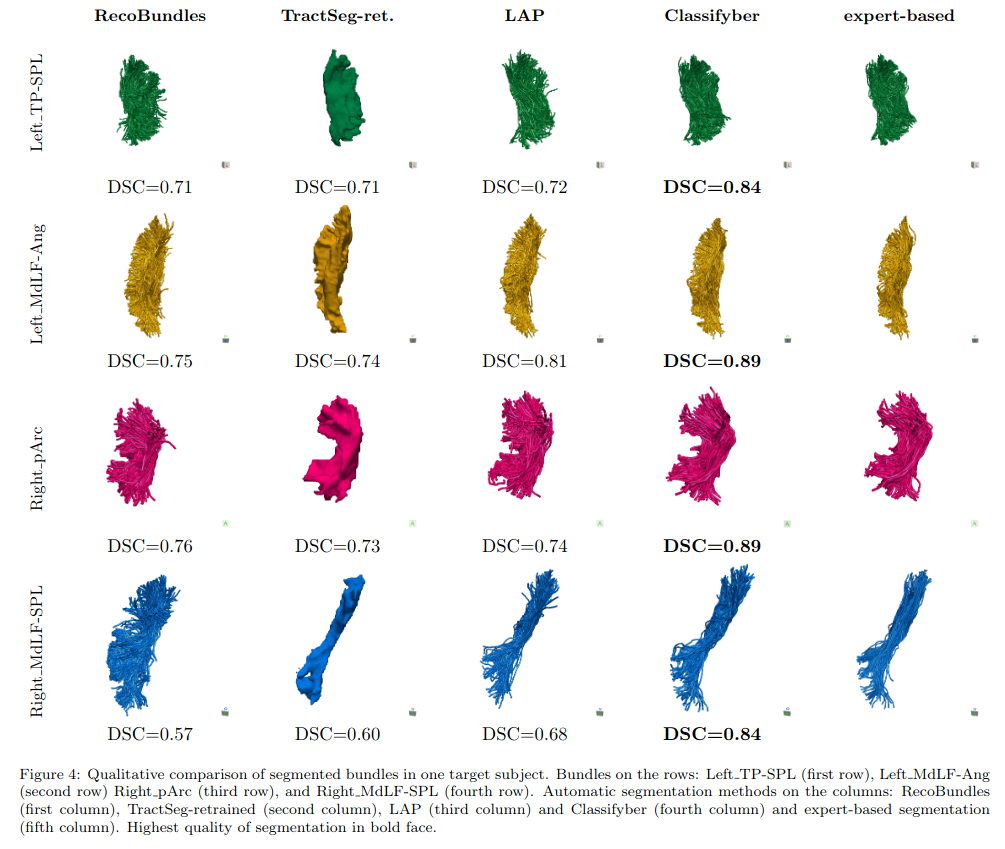 RecoBundles TractSeg-ret. LAP Classifyber expert-based
Left_TP-SPL
DSC=0.71 DSC=0.71 DSC=0.72 DSC=0.84
Left_MdLF-Ang
DSC=0.75 DSC=0.74 DSC=0.81 DSC=0.89
Right_pArc
DSC=0.76 DSC=0.73 DSC=0.74 DSC=0.89
Right_MdLF-SPL
DSC=0.57 DSC=0.60 DSC=0.68 DSC=0.84
Figure 4: Qualitative comparison of segmented bundles in one target subject. Bundles on the rows: Left_TP-SPL (first row), Left_MdLF-Ang
(second row) Right_pArc (third row), and Right_MdLF-SPL (fourth row). Automatic segmentation methods on the columns: RecoBundles
(first column), TractSeg-retrained (second column), LAP (third column) and Classifyber (fourth column) and expert-based segmentation
(fifth column). Highest quality of segmentation in bold face.